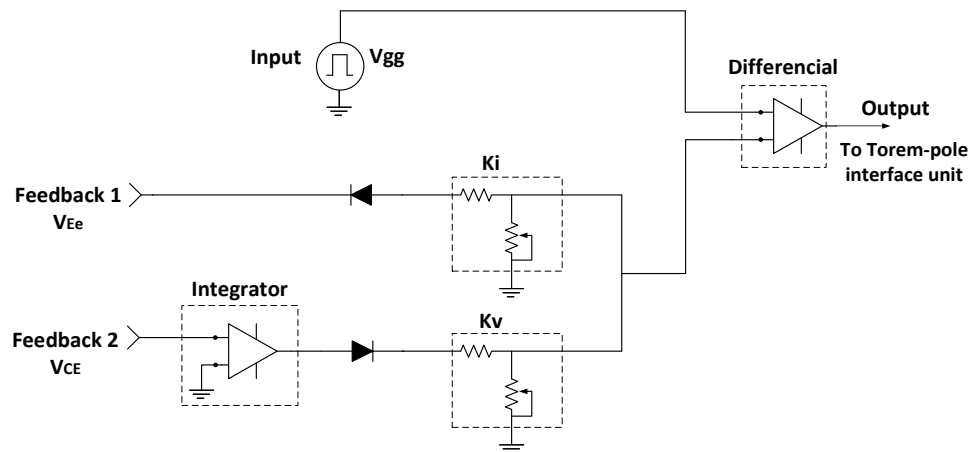 Input
Vgg
Differencial
Output
To Torem-pole
interface unit
Ki
Feedback 1
VEe
Integrator
Kv
Feedback 2
VCE